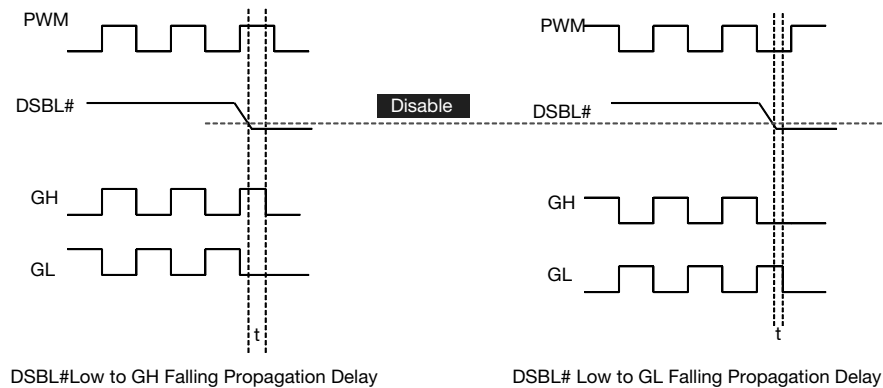 PWM
DSBL#
GH
GL
t
DSBL#Low to GH Falling Propagation Delay
Disable
PWM
DSBL#
GH
GL
t
DSBL# Low to GL Falling Propagation Delay